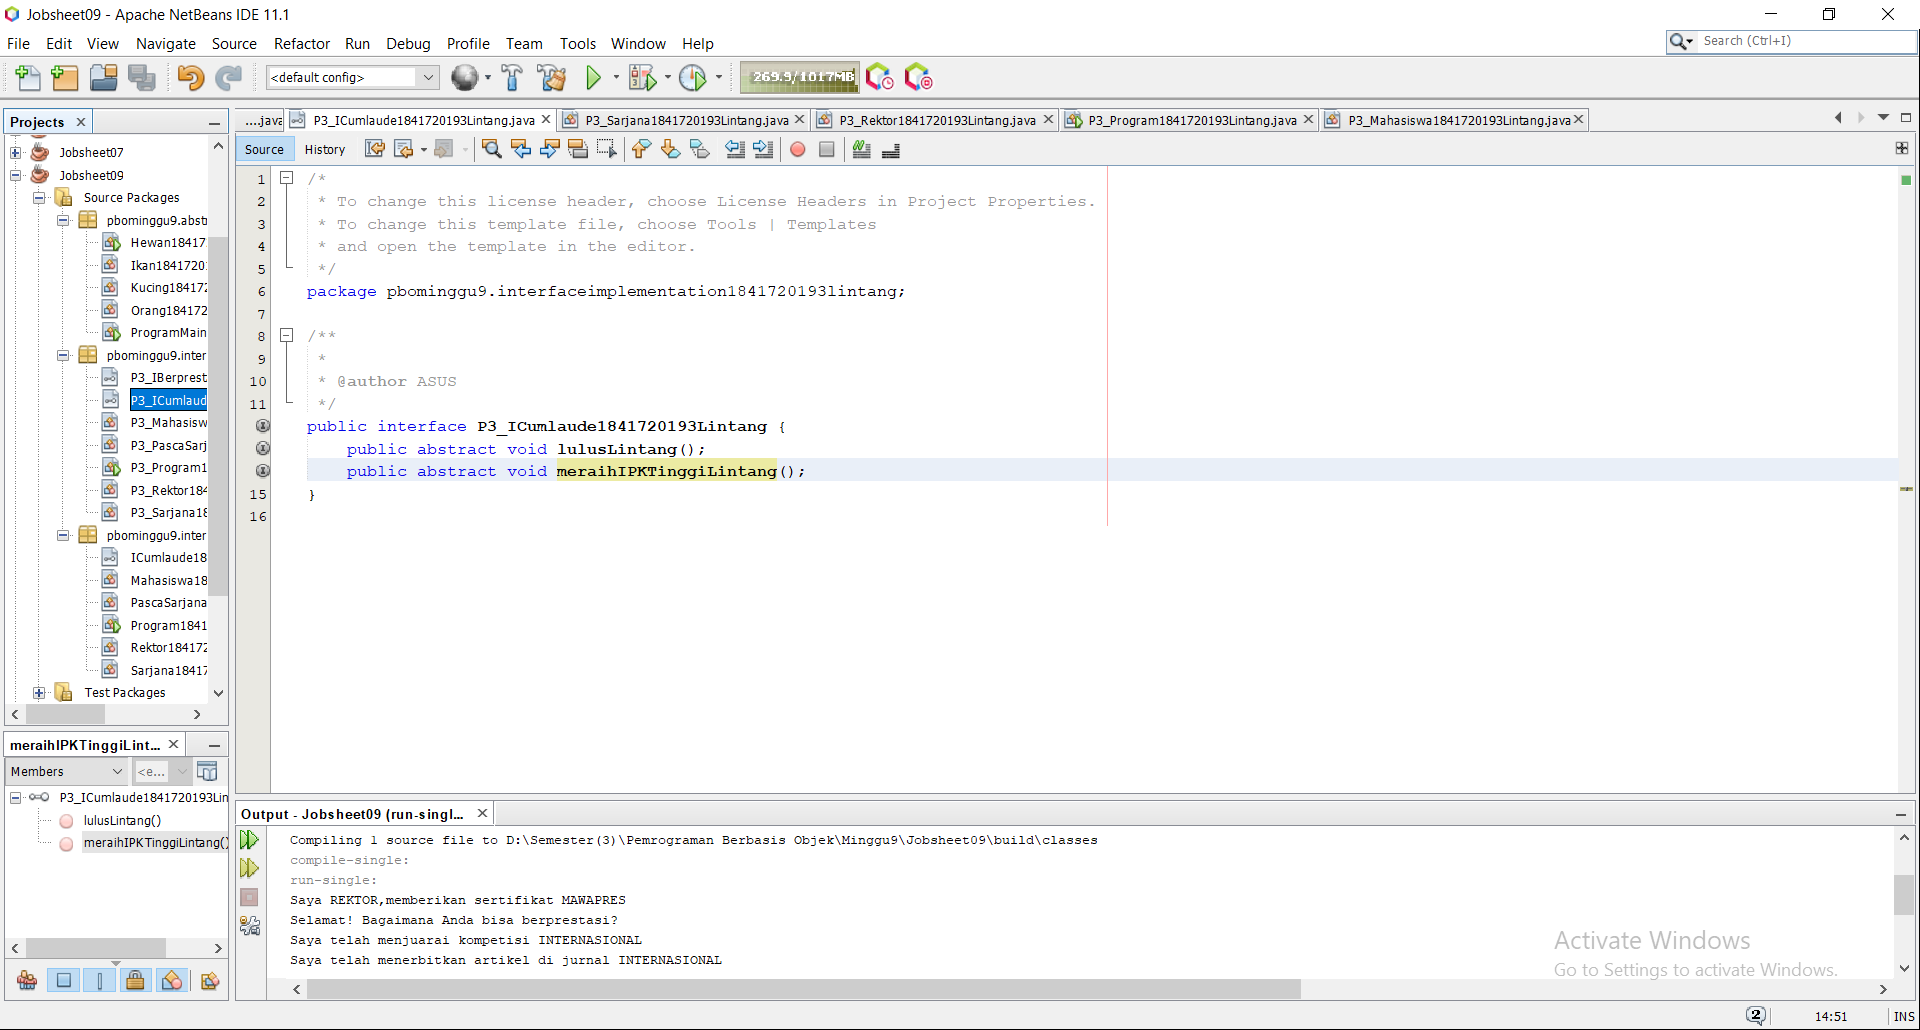 Jobsheet09 - Apache NetBeans IDE 11.1
File Edit View Navigate Source Refactor Run Debug Profile Team Tools Window Help
Search (Ctrl+I)
<default config>
269.9/1017MB
Projects
Jobsheet07
Jobsheet09
Source Packages
pbominggu9.abst
Hewan18417
Ikan1841720
Kucing18417
Orang184172
ProgramMain
pbominggu9.inter
P3_IBerprest
P3_ICumlaud
P3_Mahasisw
P3_PascaSarj
P3_Program1
P3_Rektor184
P3_Sarjana18
pbominggu9.inter
ICumlaude18
Mahasiswa18
PascaSarjana
Program1841
Rektor184172
Sarjana18417
Test Packages
....java
P3_ICumlaude1841720193Lintang.java
P3_Sarjana1841720193Lintang.java
P3_Rektor1841720193Lintang.java
P3_Program1841720193Lintang.java
P3_Mahasiswa1841720193Lintang.java
Source History
1 /*
2 * To change this license header, choose License Headers in Project Properties.
3 * To change this template file, choose Tools | Templates
4 * and open the template in the editor.
5 */
6 package pbominggu9.interfaceimplementation1841720193lintang;
7
8 /**
9 *
10 * @author ASUS
11 */
public interface P3_ICumlaude1841720193Lintang {
public abstract void lulusLintang();
public abstract void meraihIPKTinggiLintang();
15 }
16
meraihIPKTinggiLint...
Members
<e...
P3_ICumlaude1841720193Lin
lulusLintang()
meraihIPKTinggiLintang()
Output - Jobsheet09 (run-singl...
Compiling 1 source file to D:\Semester(3)\Pemrograman Berbasis Objek\Minggu9\Jobsheet09\build\classes
compile-single:
run-single:
Saya REKTOR,memberikan sertifikat MAWAPRES
Selamat! Bagaimana Anda bisa berprestasi?
Saya telah menjuarai kompetisi INTERNASIONAL
Saya telah menerbitkan artikel di jurnal INTERNASIONAL
Activate Windows
Go to Settings to activate Windows.
2
14:51
INS